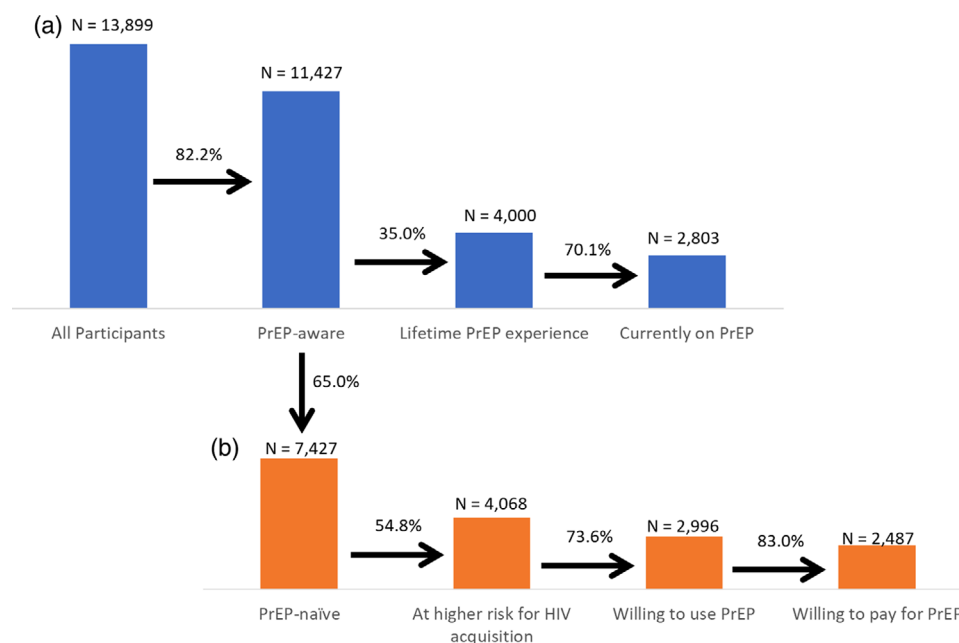 (a)
N = 13,899
N = 11,427
82.2%
N = 4,000
35.0%
N = 2,803
70.1%
All Participants
PrEP-aware
Lifetime PrEP experience
Currently on PrEP
65.0%
(b)
N = 7,427
N = 4,068
54.8%
N = 2,996
73.6%
N = 2,487
83.0%
PrEP-naïve
At higher risk for HIV
acquisition
Willing to use PrEP
Willing to pay for PrEP